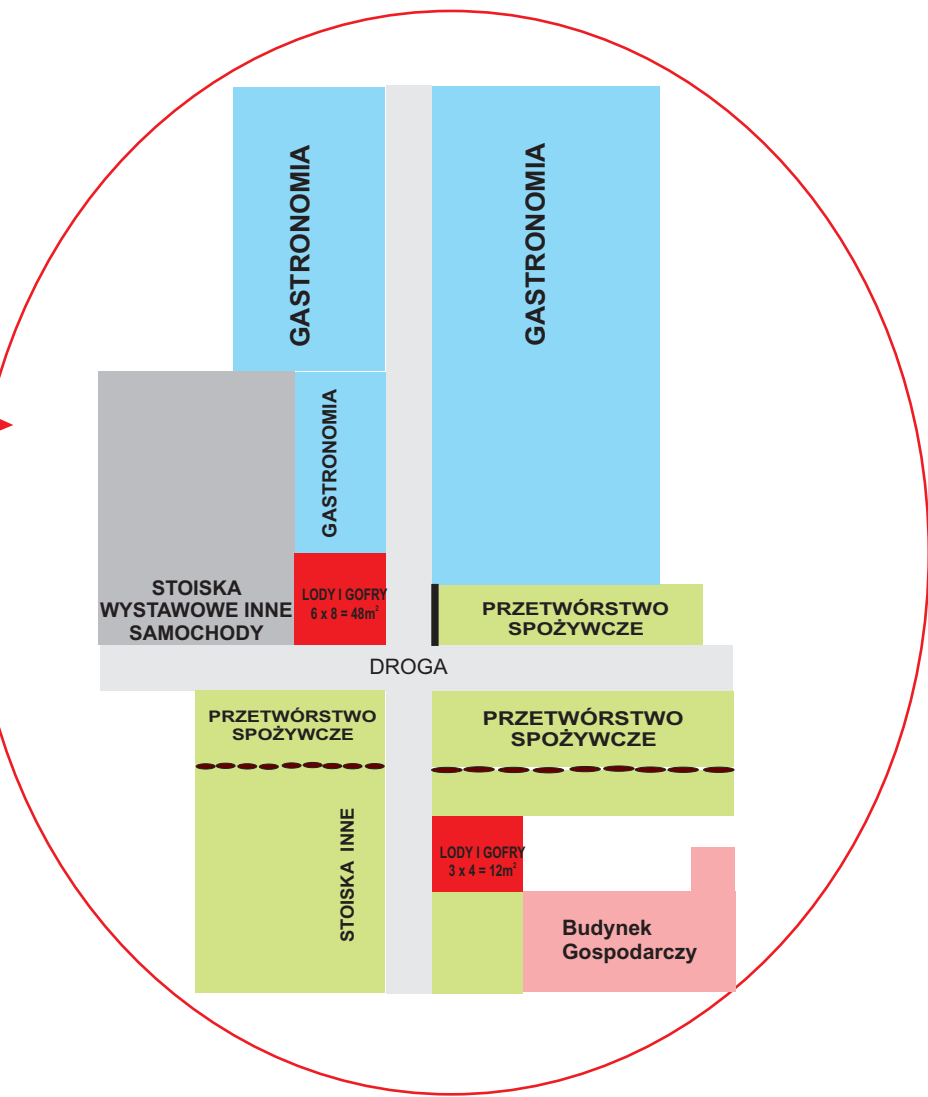 GASTRONOMIA
GASTRONOMIA
GASTRONOMIA
STOISKA
WYSTAWOWE INNE
SAMOCHODY
LODY I GOFRY
6 x 8 = 48m²
PRZETWÓRSTWO
SPOŻYWCZE
DROGA
PRZETWÓRSTWO
SPOŻYWCZE
PRZETWÓRSTWO
SPOŻYWCZE
STOISKA INNE
LODY I GOFRY
3 x 4 = 12m²
Budynek
Gospodarczy